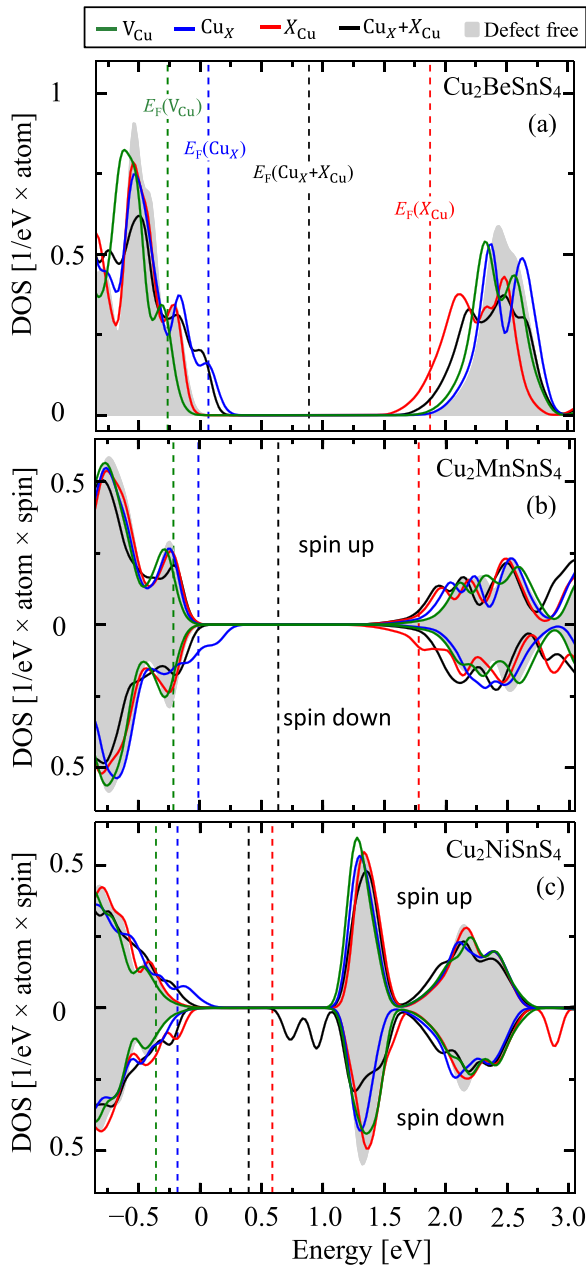 V_Cu Cu_X X_Cu Cu_X+X_Cu Defect free
1
0.5
0
DOS [1/eV × atom]
Cu₂BeSnS₄
(a)
E_F(V_Cu)
E_F(Cu_X)
E_F(Cu_X+X_Cu)
E_F(X_Cu)
0.5
0
0.5
DOS [1/eV × atom × spin]
Cu₂MnSnS₄
(b)
spin up
spin down
0.5
0
0.5
DOS [1/eV × atom × spin]
Cu₂NiSnS₄
(c)
spin up
spin down
−0.5 0 0.5 1.0 1.5 2.0 2.5 3.0
Energy [eV]